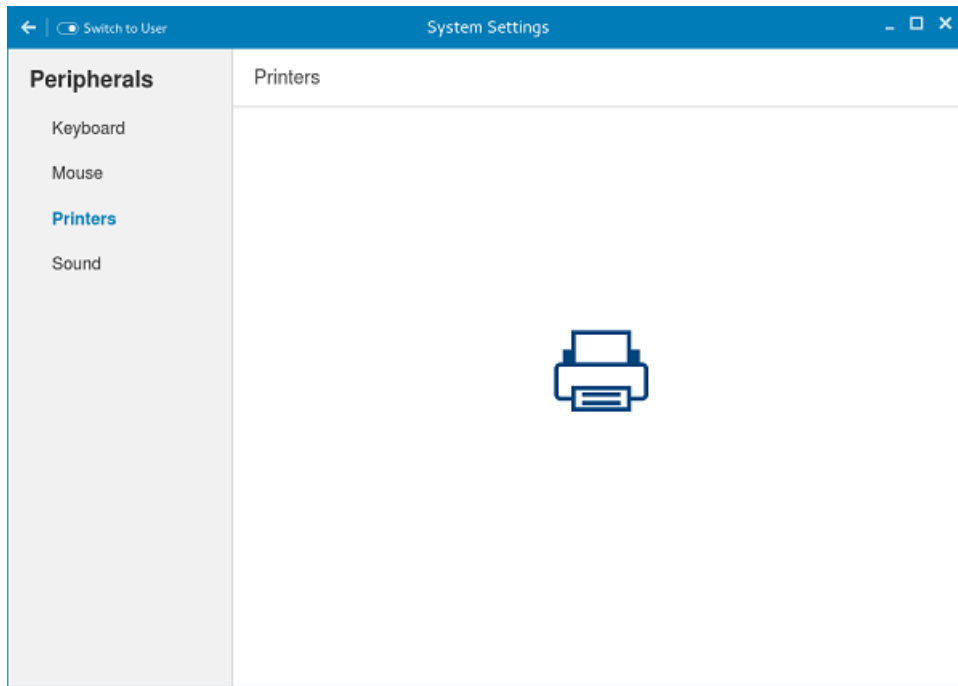 Switch to User
System Settings
Peripherals
Printers
Keyboard
Mouse
Printers
Sound